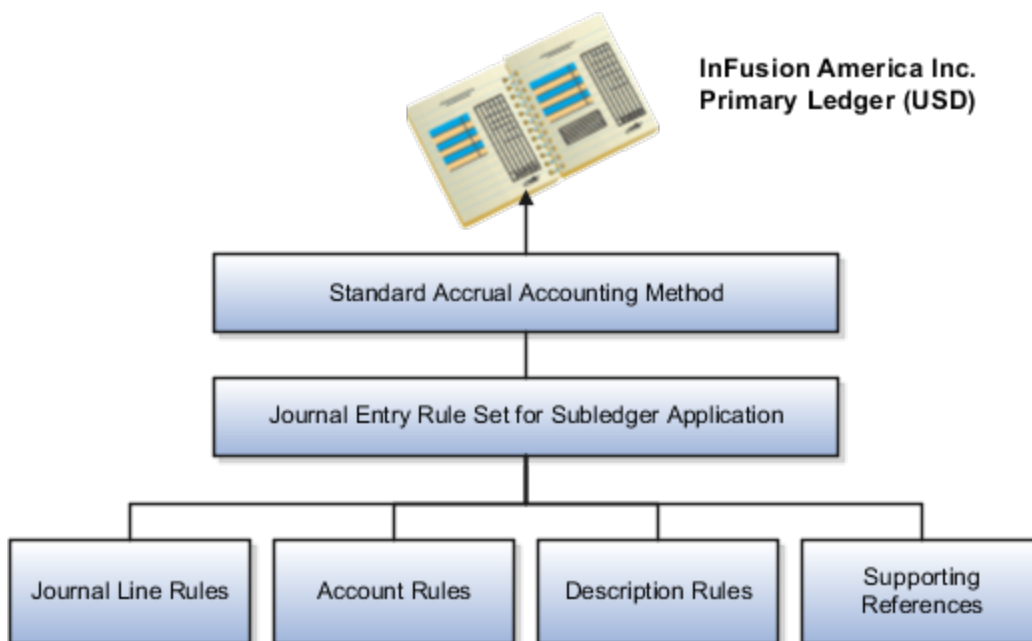 InFusion America Inc.
Primary Ledger (USD)
Standard Accrual Accounting Method
Journal Entry Rule Set for Subledger Application
Journal Line Rules
Account Rules
Description Rules
Supporting
References